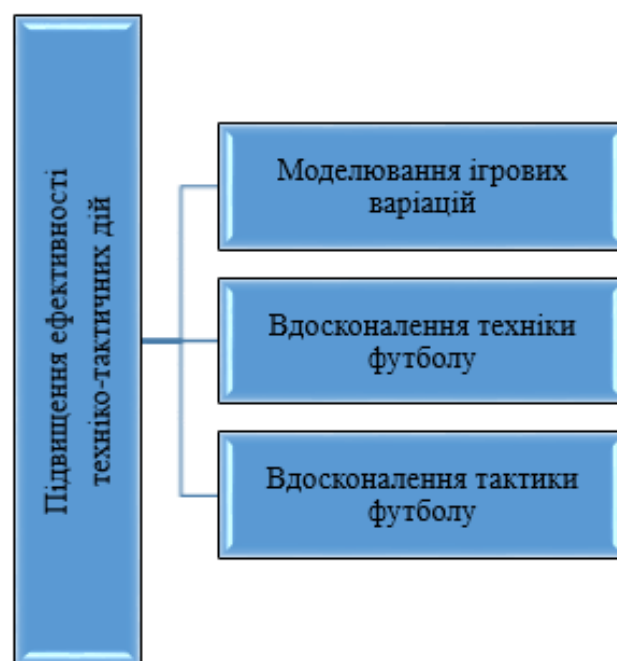 Підвищення ефективності
техніко-тактичних дій
Моделювання ігрових
варіацій
Вдосконалення техніки
футболу
Вдосконалення тактики
футболу